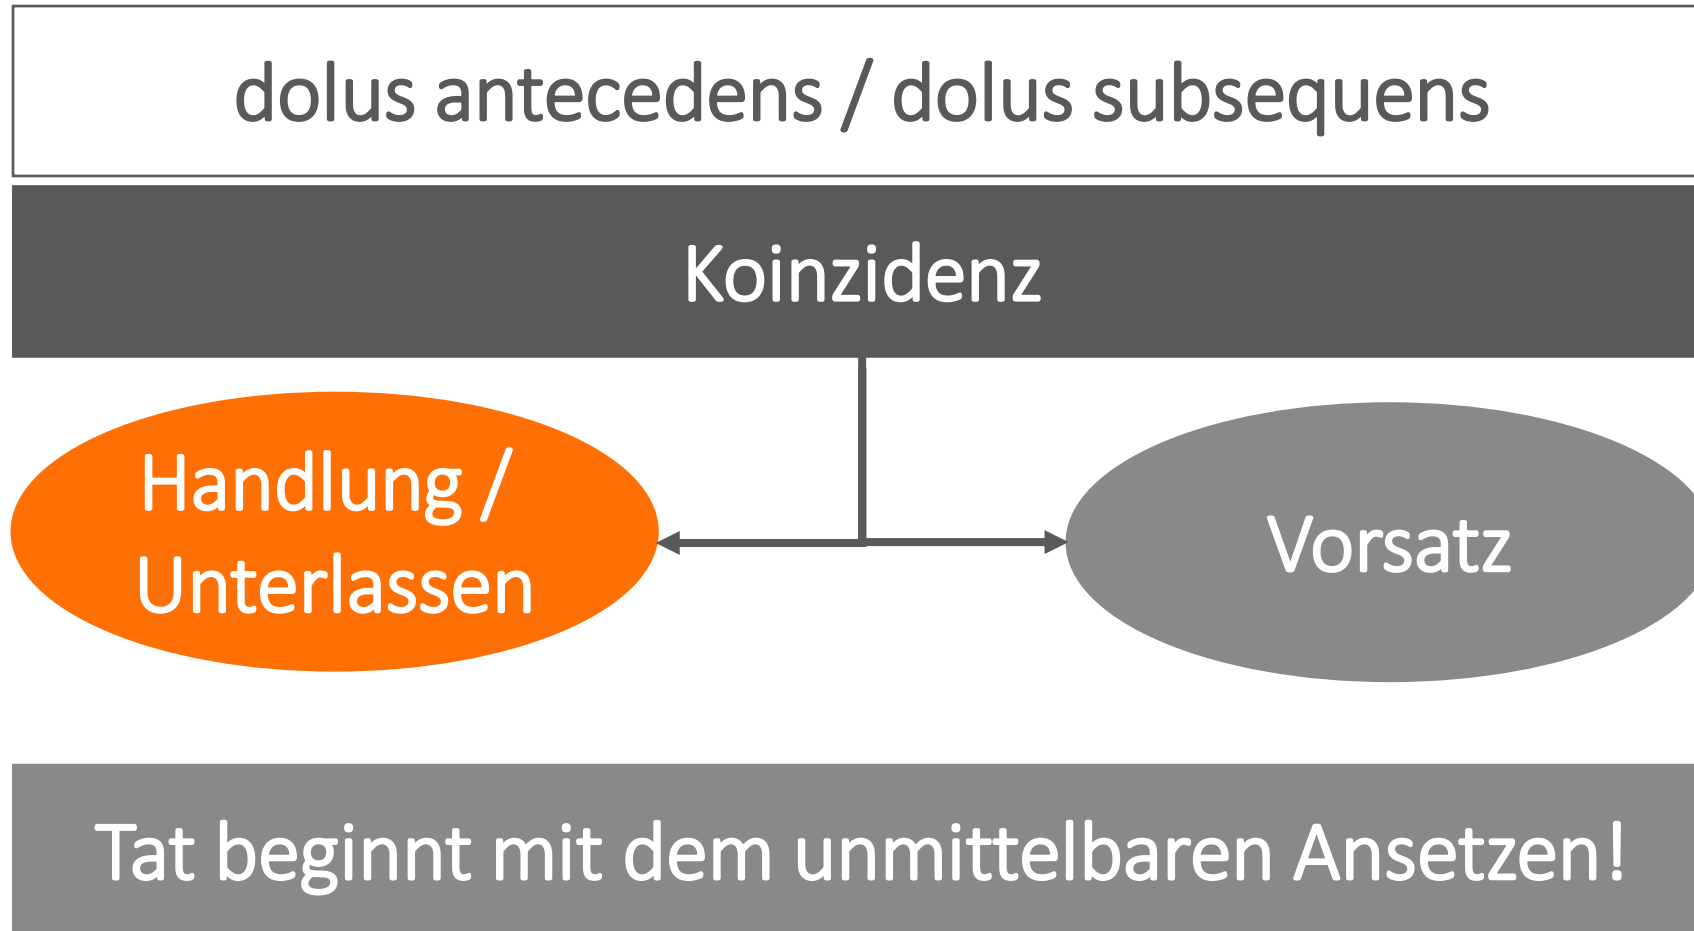 dolus antecedens / dolus subsequens
Koinzidenz
Handlung /
Unterlassen
Vorsatz
Tat beginnt mit dem unmittelbaren Ansetzen!